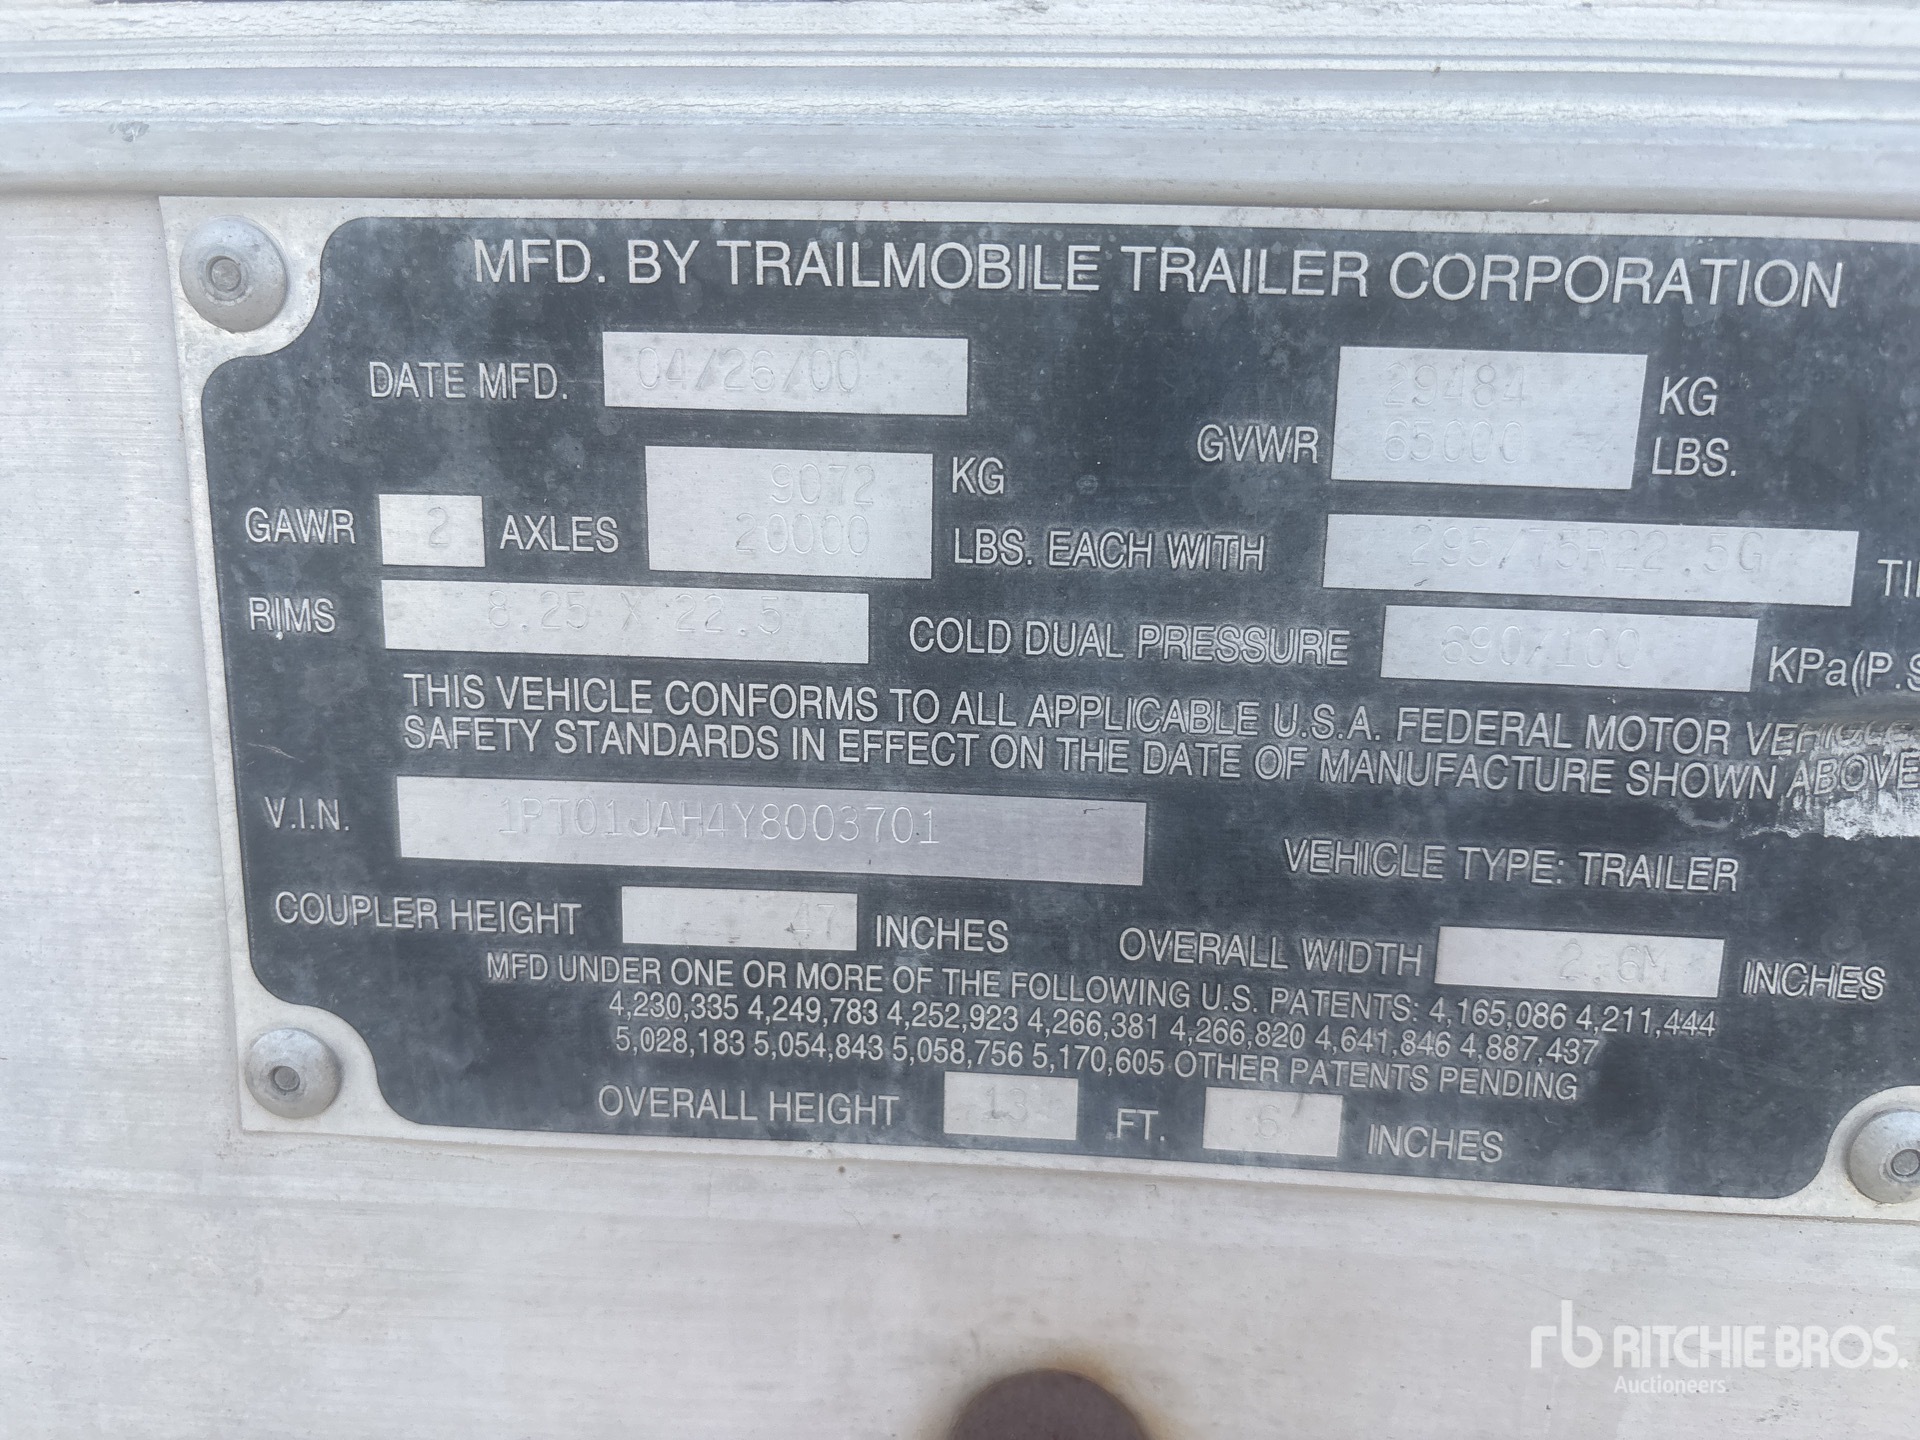 MFD. BY TRAILMOBILE TRAILER CORPORATION
DATE MFD. 04/26/00
GVWR 29484 KG
65000 LBS.
GAWR 2 AXLES 9072 KG
20000 LBS. EACH WITH 295/75R22.5G TI
RIMS 8.25 X 22.5 COLD DUAL PRESSURE 690/100 KPa(P.S
THIS VEHICLE CONFORMS TO ALL APPLICABLE U.S.A. FEDERAL MOTOR VEHICLE
SAFETY STANDARDS IN EFFECT ON THE DATE OF MANUFACTURE SHOWN ABOVE
V.I.N. 1PT01JAH4Y8003701
VEHICLE TYPE: TRAILER
COUPLER HEIGHT 47 INCHES OVERALL WIDTH 2.6M INCHES
MFD UNDER ONE OR MORE OF THE FOLLOWING U.S. PATENTS: 4,165,086 4,211,444
4,230,335 4,249,783 4,252,923 4,266,381 4,266,820 4,641,846 4,887,437
5,028,183 5,054,843 5,058,756 5,170,605 OTHER PATENTS PENDING
OVERALL HEIGHT 13 FT. 6 INCHES
rb RITCHIE BROS.
Auctioneers